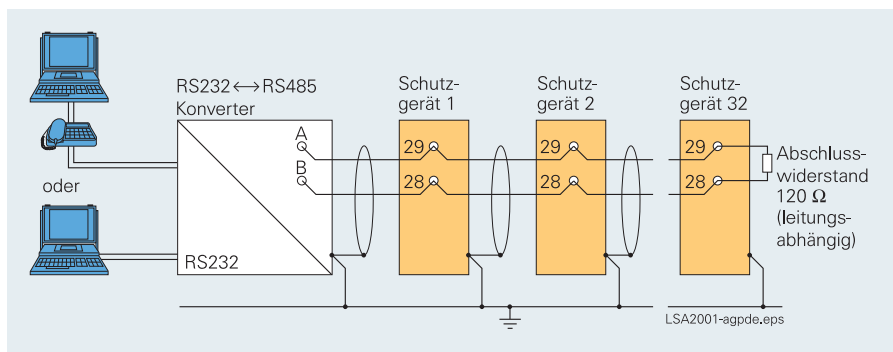 RS232 ↔ RS485
Konverter
A
B
RS232
oder
Schutz-
gerät 1
29
28
Schutz-
gerät 2
29
28
Schutz-
gerät 32
29
28
Abschluss-
widerstand
120 Ω
(leitungs-
abhängig)
LSA2001-agpde.eps